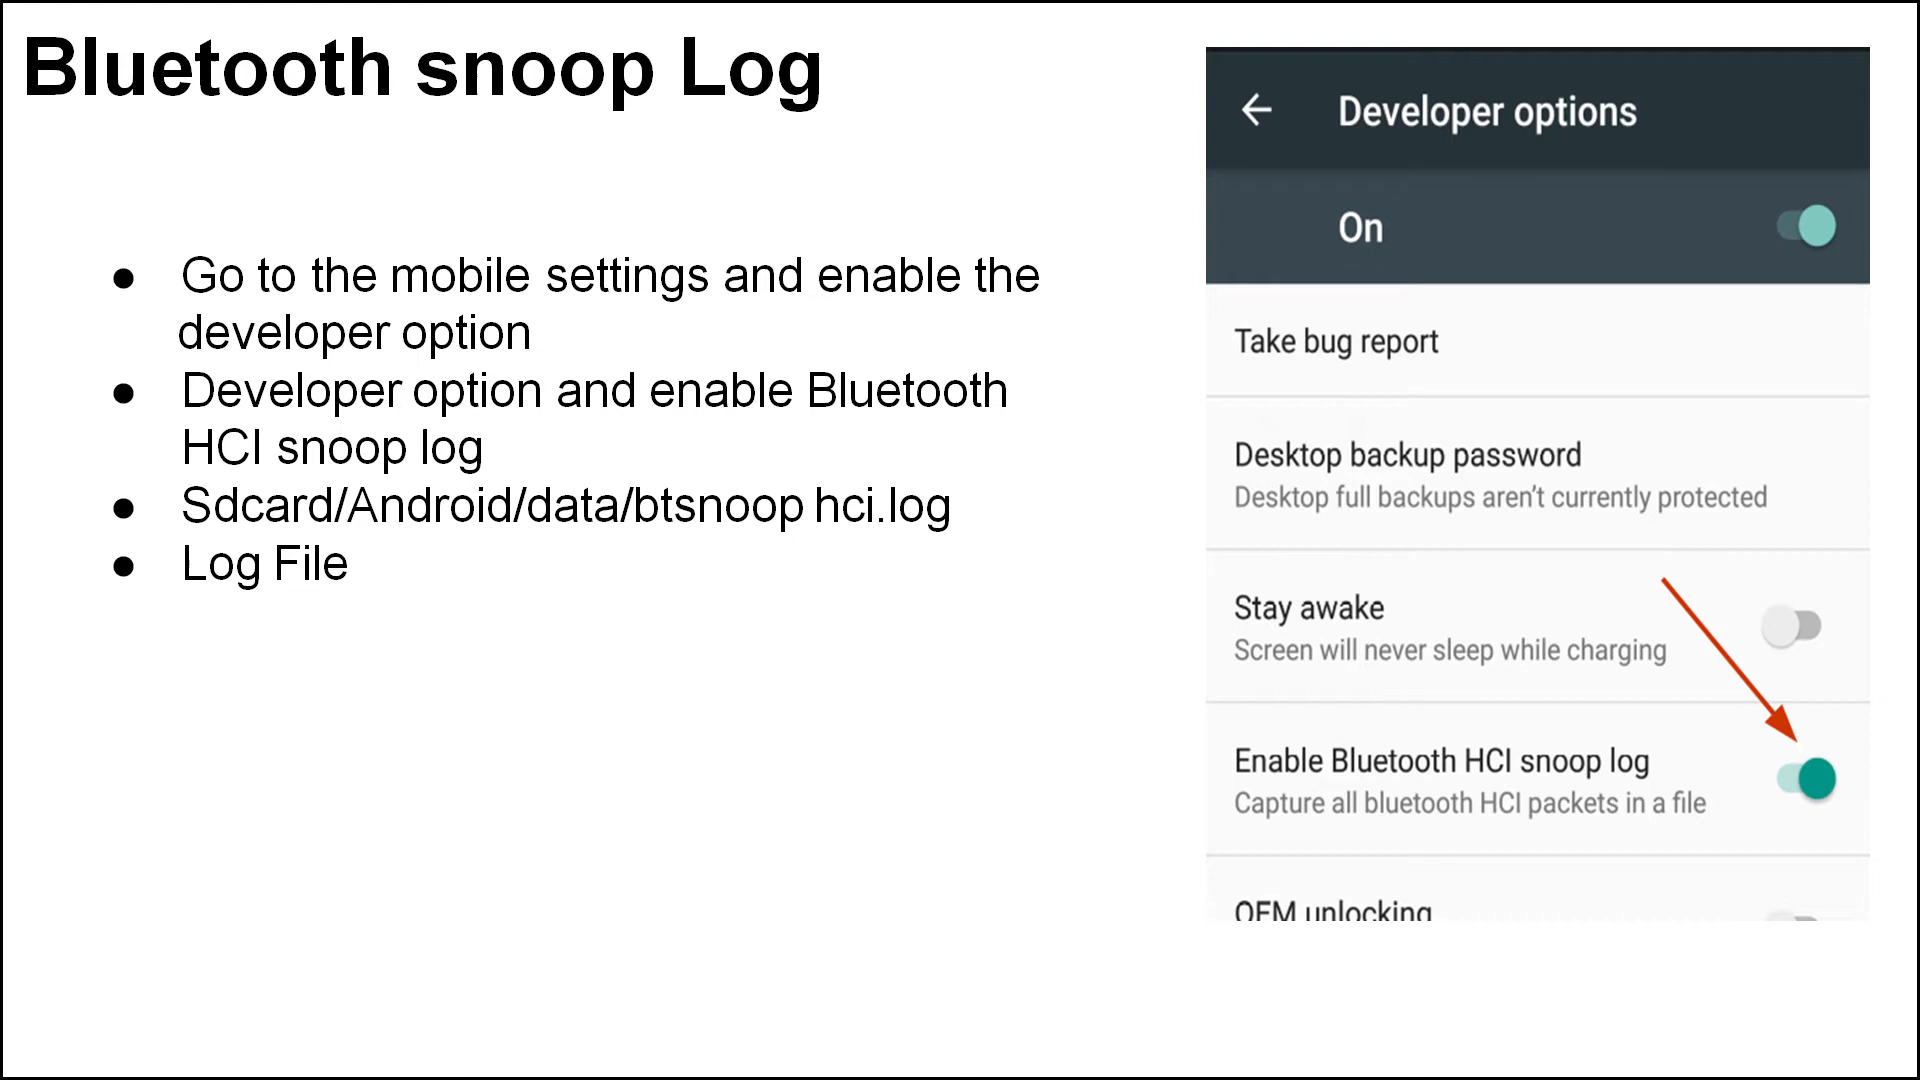 Bluetooth snoop Log
● Go to the mobile settings and enable the
developer option
● Developer option and enable Bluetooth
HCI snoop log
● Sdcard/Android/data/btsnoop hci.log
● Log File
Developer options
On
Take bug report
Desktop backup password
Desktop full backups aren't currently protected
Stay awake
Screen will never sleep while charging
Enable Bluetooth HCI snoop log
Capture all bluetooth HCI packets in a file
OEM unlocking